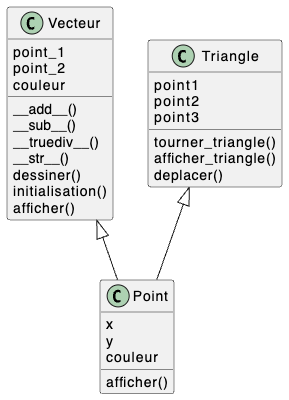 C Vecteur
point_1
point_2
couleur
__add__()
__sub__()
__truediv__()
__str__()
dessiner()
initialisation()
afficher()
C Triangle
point1
point2
point3
tourner_triangle()
afficher_triangle()
deplacer()
C Point
x
y
couleur
afficher()